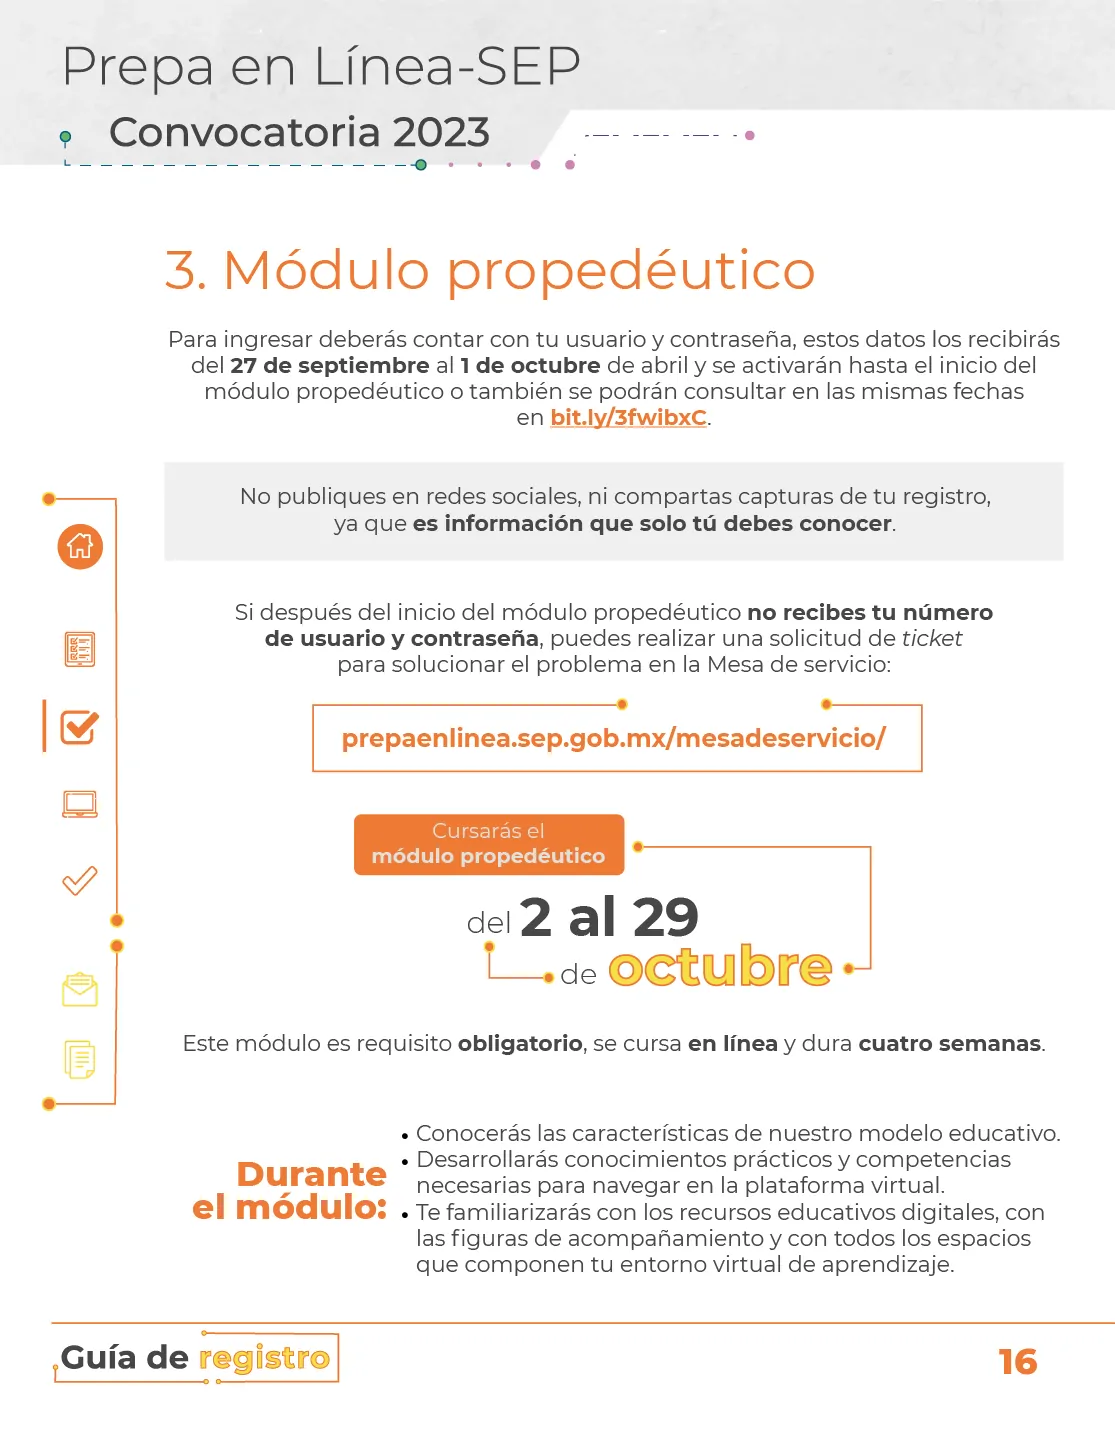 Prepa en Línea-SEP
Convocatoria 2023
3. Módulo propedéutico
Para ingresar deberás contar con tu usuario y contraseña, estos datos los recibirás
del 27 de septiembre al 1 de octubre de abril y se activarán hasta el inicio del
módulo propedéutico o también se podrán consultar en las mismas fechas
en bit.ly/3fwibxC.
No publiques en redes sociales, ni compartas capturas de tu registro,
ya que es información que solo tú debes conocer.
Si después del inicio del módulo propedéutico no recibes tu número
de usuario y contraseña, puedes realizar una solicitud de ticket
para solucionar el problema en la Mesa de servicio:
prepaenlinea.sep.gob.mx/mesadeservicio/
Cursarás el
módulo propedéutico
del 2 al 29
de octubre
Este módulo es requisito obligatorio, se cursa en línea y dura cuatro semanas.
Durante
el módulo:
• Conocerás las características de nuestro modelo educativo.
• Desarrollarás conocimientos prácticos y competencias
necesarias para navegar en la plataforma virtual.
• Te familiarizarás con los recursos educativos digitales, con
las figuras de acompañamiento y con todos los espacios
que componen tu entorno virtual de aprendizaje.
Guía de registro
16